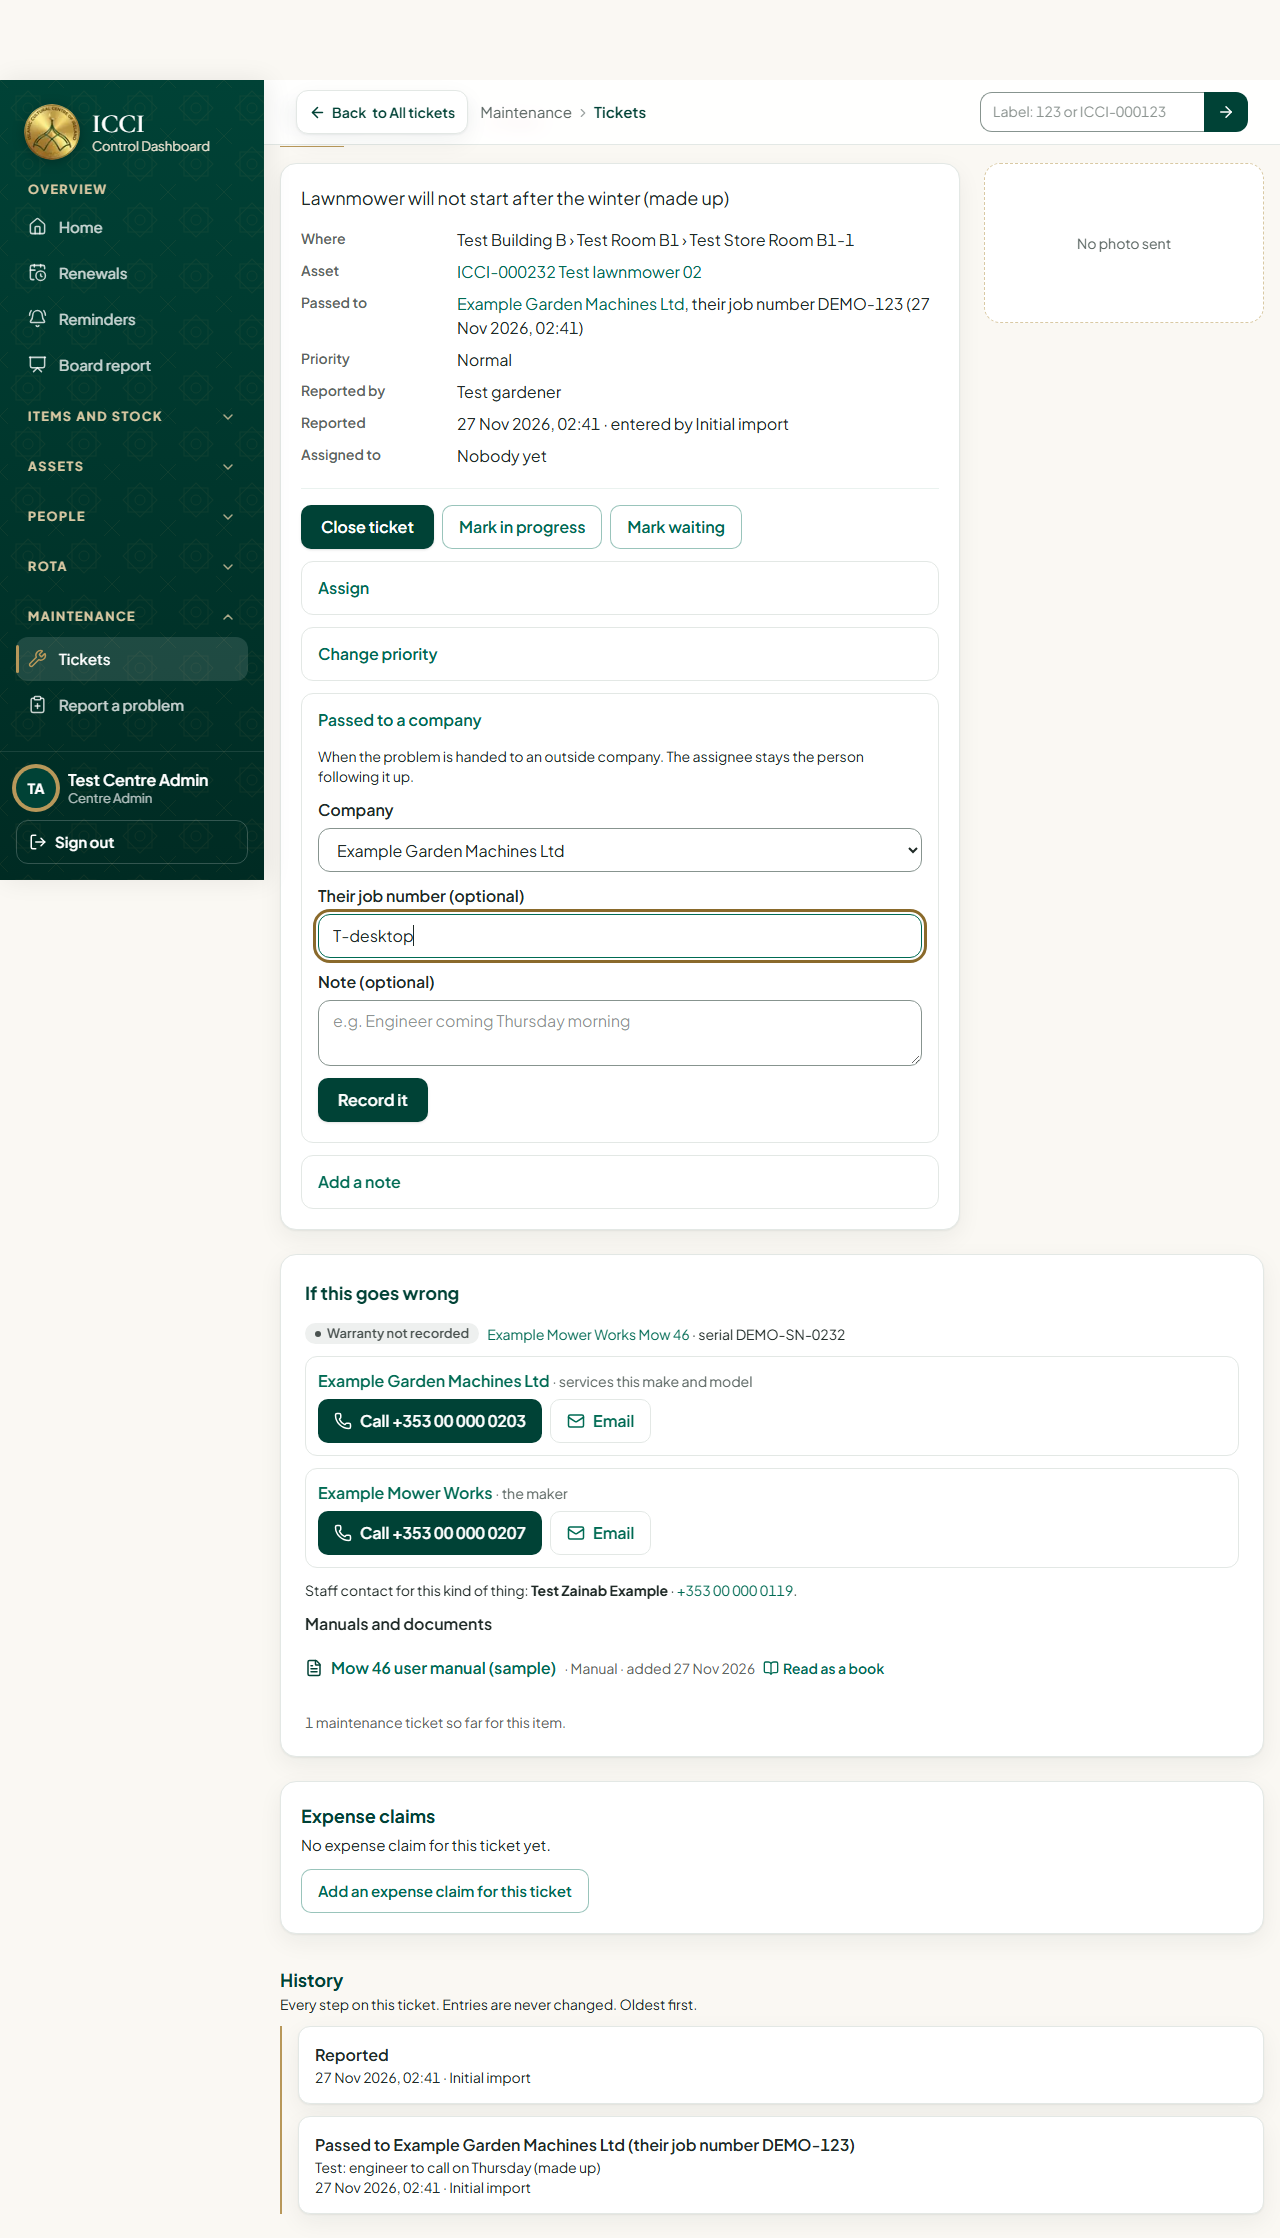 ICCI
Control Dashboard
OVERVIEW
Home
Renewals
Reminders
Board report
ITEMS AND STOCK
ASSETS
PEOPLE
ROTA
MAINTENANCE
Tickets
Report a problem
TA
Test Centre Admin
Centre Admin
Sign out
Back to All tickets
Maintenance › Tickets
Label: 123 or ICCI-000123
Lawnmower will not start after the winter (made up)
Where Test Building B › Test Room B1 › Test Store Room B1-1
Asset ICCI-000232 Test lawnmower 02
Passed to Example Garden Machines Ltd, their job number DEMO-123 (27
Nov 2026, 02:41)
Priority Normal
Reported by Test gardener
Reported 27 Nov 2026, 02:41 · entered by Initial import
Assigned to Nobody yet
Close ticket Mark in progress Mark waiting
Assign
Change priority
Passed to a company
When the problem is handed to an outside company. The assignee stays the person
following it up.
Company
Example Garden Machines Ltd
Their job number (optional)
T-desktop
Note (optional)
e.g. Engineer coming Thursday morning
Record it
Add a note
No photo sent
If this goes wrong
Warranty not recorded Example Mower Works Mow 46 · serial DEMO-SN-0232
Example Garden Machines Ltd · services this make and model
Call +353 00 000 0203 Email
Example Mower Works · the maker
Call +353 00 000 0207 Email
Staff contact for this kind of thing: Test Zainab Example · +353 00 000 0119.
Manuals and documents
Mow 46 user manual (sample) · Manual · added 27 Nov 2026 Read as a book
1 maintenance ticket so far for this item.
Expense claims
No expense claim for this ticket yet.
Add an expense claim for this ticket
History
Every step on this ticket. Entries are never changed. Oldest first.
Reported
27 Nov 2026, 02:41 · Initial import
Passed to Example Garden Machines Ltd (their job number DEMO-123)
Test: engineer to call on Thursday (made up)
27 Nov 2026, 02:41 · Initial import